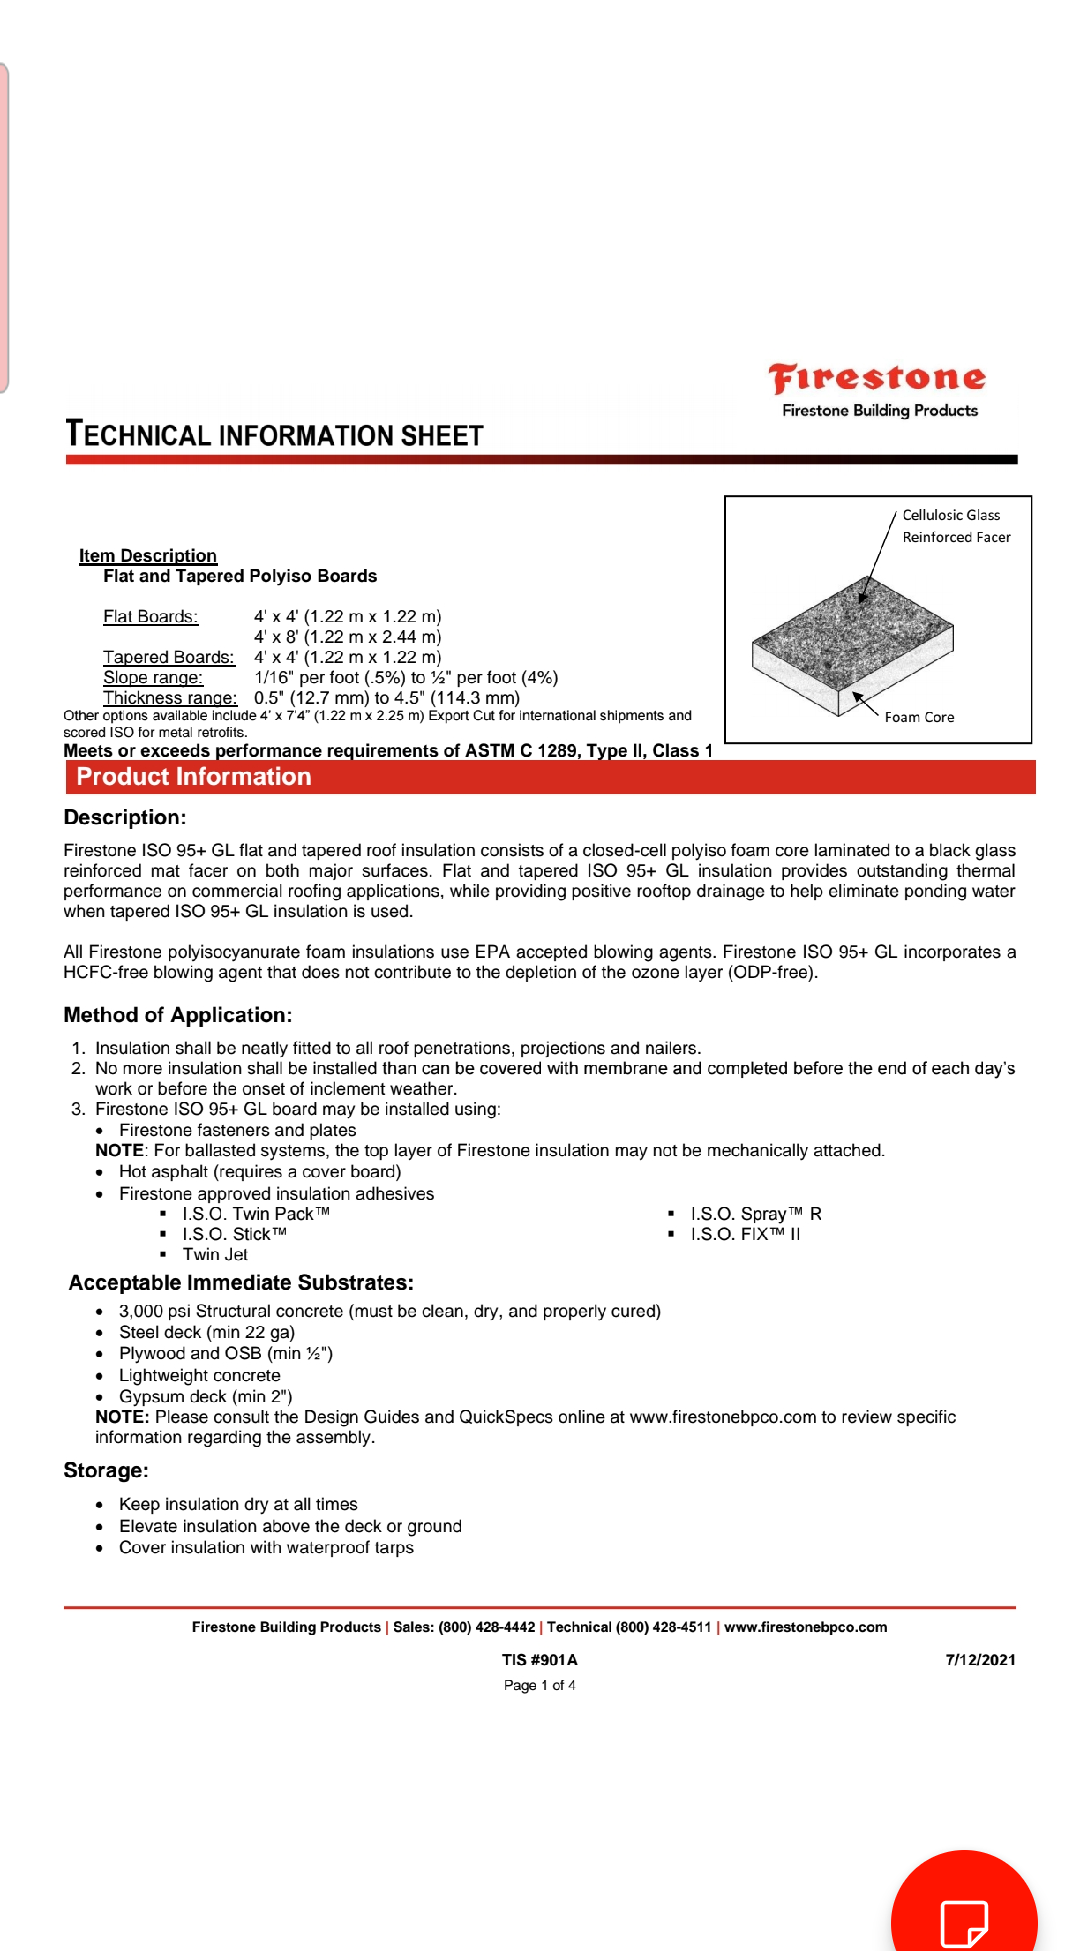 Firestone
Firestone Building Products
TECHNICAL INFORMATION SHEET
Cellulosic Glass
Reinforced Facer
Foam Core
Item Description
Flat and Tapered Polyiso Boards
Flat Boards: 4' x 4' (1.22 m x 1.22 m)
4' x 8' (1.22 m x 2.44 m)
Tapered Boards: 4' x 4' (1.22 m x 1.22 m)
Slope range: 1/16" per foot (.5%) to ½" per foot (4%)
Thickness range: 0.5" (12.7 mm) to 4.5" (114.3 mm)
Other options available include 4' x 7'4" (1.22 m x 2.25 m) Export Cut for international shipments and
scored ISO for metal retrofits.
Meets or exceeds performance requirements of ASTM C 1289, Type II, Class 1
Product Information
Description:
Firestone ISO 95+ GL flat and tapered roof insulation consists of a closed-cell polyiso foam core laminated to a black glass
reinforced mat facer on both major surfaces. Flat and tapered ISO 95+ GL insulation provides outstanding thermal
performance on commercial roofing applications, while providing positive rooftop drainage to help eliminate ponding water
when tapered ISO 95+ GL insulation is used.
All Firestone polyisocyanurate foam insulations use EPA accepted blowing agents. Firestone ISO 95+ GL incorporates a
HCFC-free blowing agent that does not contribute to the depletion of the ozone layer (ODP-free).
Method of Application:
1. Insulation shall be neatly fitted to all roof penetrations, projections and nailers.
2. No more insulation shall be installed than can be covered with membrane and completed before the end of each day's
work or before the onset of inclement weather.
3. Firestone ISO 95+ GL board may be installed using:
• Firestone fasteners and plates
NOTE: For ballasted systems, the top layer of Firestone insulation may not be mechanically attached.
• Hot asphalt (requires a cover board)
• Firestone approved insulation adhesives
▪ I.S.O. Twin Pack™ ▪ I.S.O. Spray™ R
▪ I.S.O. Stick™ ▪ I.S.O. FIX™ II
▪ Twin Jet
Acceptable Immediate Substrates:
• 3,000 psi Structural concrete (must be clean, dry, and properly cured)
• Steel deck (min 22 ga)
• Plywood and OSB (min ½")
• Lightweight concrete
• Gypsum deck (min 2")
NOTE: Please consult the Design Guides and QuickSpecs online at www.firestonebpco.com to review specific
information regarding the assembly.
Storage:
• Keep insulation dry at all times
• Elevate insulation above the deck or ground
• Cover insulation with waterproof tarps
Firestone Building Products | Sales: (800) 428-4442 | Technical (800) 428-4511 | www.firestonebpco.com
TIS #901A 7/12/2021
Page 1 of 4